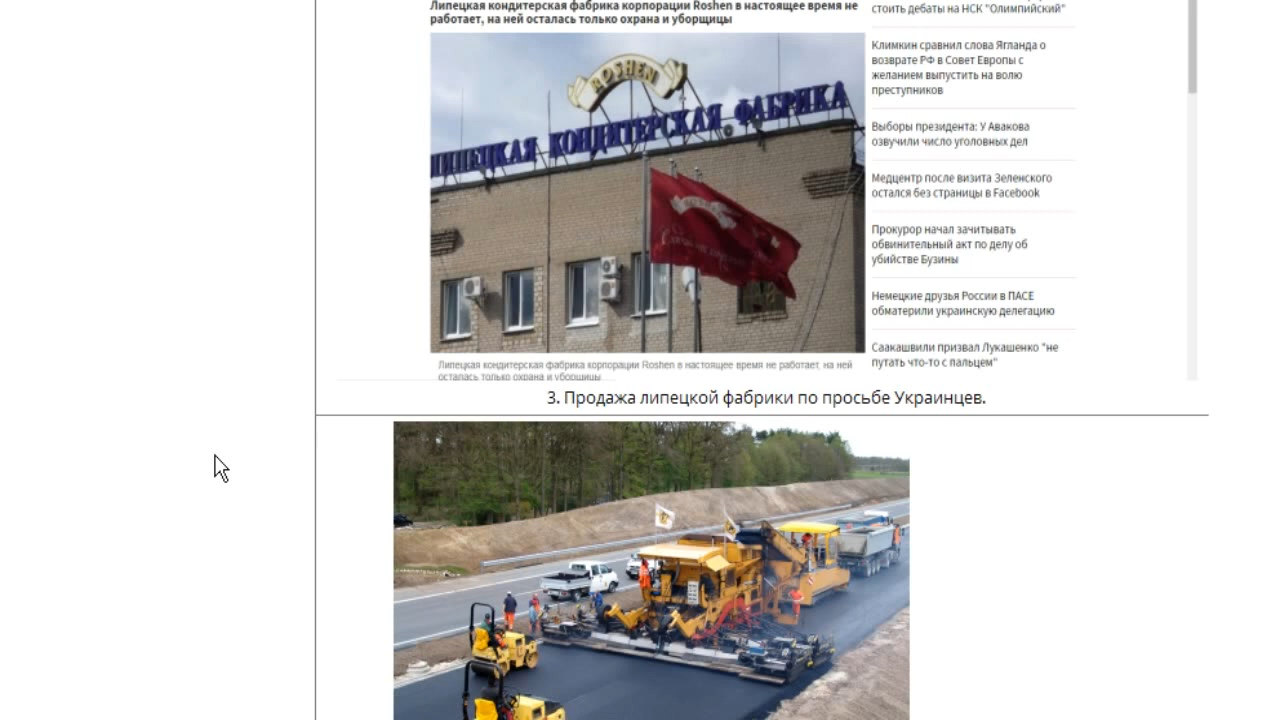 Липецкая кондитерская фабрика корпорации Roshen в настоящее время не
работает, на ней осталась только охрана и уборщицы
ROSHEN
ЛИПЕЦКАЯ КОНДИТЕРСКАЯ ФАБРИКА
Липецкая кондитерская фабрика корпорации Roshen в настоящее время не работает, на ней
осталась только охрана и уборщицы
стоить дебаты на НСК "Олимпийский"
Климкин сравнил слова Ягланда о
возврате РФ в Совет Европы с
желанием выпустить на волю
преступников
Выборы президента: У Авакова
озвучили число уголовных дел
Медцентр после визита Зеленского
остался без страницы в Facebook
Прокурор начал зачитывать
обвинительный акт по делу об
убийстве Бузины
Немецкие друзья России в ПАСЕ
обматерили украинскую делегацию
Саакашвили призвал Лукашенко "не
путать что-то с пальцем"
3. Продажа липецкой фабрики по просьбе Украинцев.